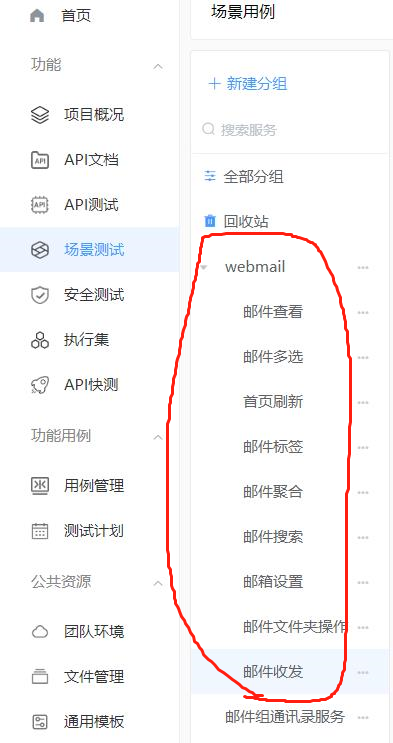 首页
功能
项目概况
API文档
API测试
场景测试
安全测试
执行集
API快测
功能用例
用例管理
测试计划
公共资源
团队环境
文件管理
通用模板
场景用例
新建分组
搜索服务
全部分组
回收站
webmail
邮件查看
邮件多选
首页刷新
邮件标签
邮件聚合
邮件搜索
邮箱设置
邮件文件夹操作
邮件收发
邮件组通讯录服务